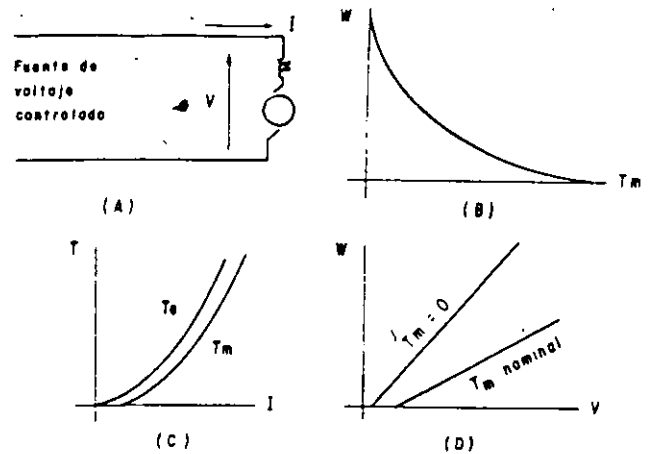 I
Fuente de
voltaje
controlado
V
(A)
W
Tm
(B)
T
Te
Tm
I
(C)
W
Tm = 0
Tm nominal
V
(D)